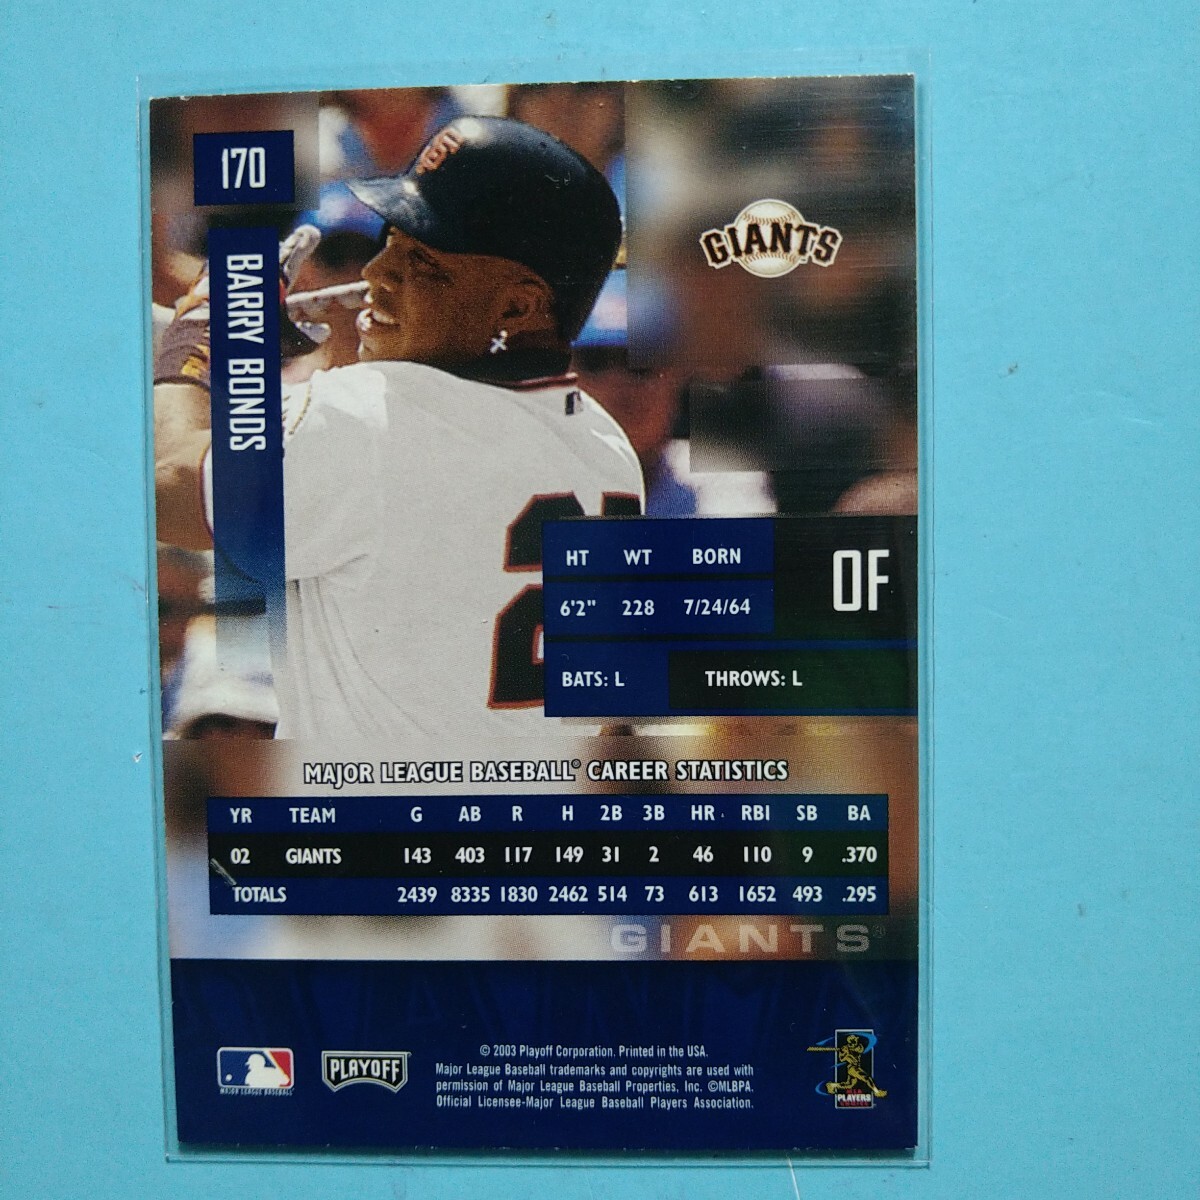 170
BARRY BONDS
GIANTS
HT WT BORN
6'2" 228 7/24/64
OF
BATS: L THROWS: L
MAJOR LEAGUE BASEBALL® CAREER STATISTICS
YR TEAM G AB R H 2B 3B HR RBI SB BA
02 GIANTS 143 403 117 149 31 2 46 110 9 .370
TOTALS 2439 8335 1830 2462 514 73 613 1652 493 .295
GIANTS®
MAJOR LEAGUE BASEBALL
PLAYOFF
© 2003 Playoff Corporation. Printed in the USA.
Major League Baseball trademarks and copyrights are used with
permission of Major League Baseball Properties, Inc. ©MLBPA.
Official Licensee-Major League Baseball Players Association.
PLAYERS